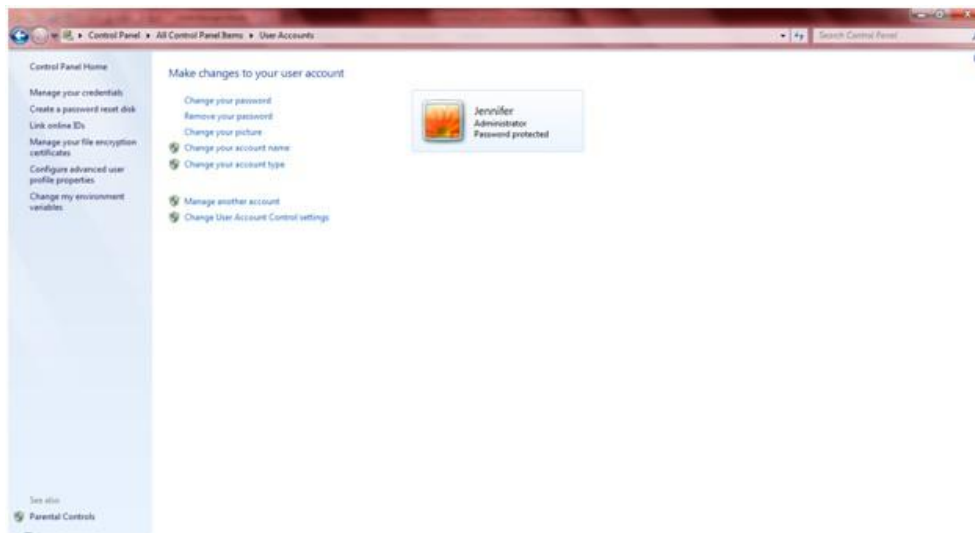 Control Panel ▸ All Control Panel Items ▸ User Accounts
Search Control Panel
Control Panel Home
Manage your credentials
Create a password reset disk
Link online IDs
Manage your file encryption
certificates
Configure advanced user
profile properties
Change my environment
variables
See also
Parental Controls
Make changes to your user account
Change your password
Remove your password
Change your picture
Change your account name
Change your account type
Manage another account
Change User Account Control settings
Jennifer
Administrator
Password protected